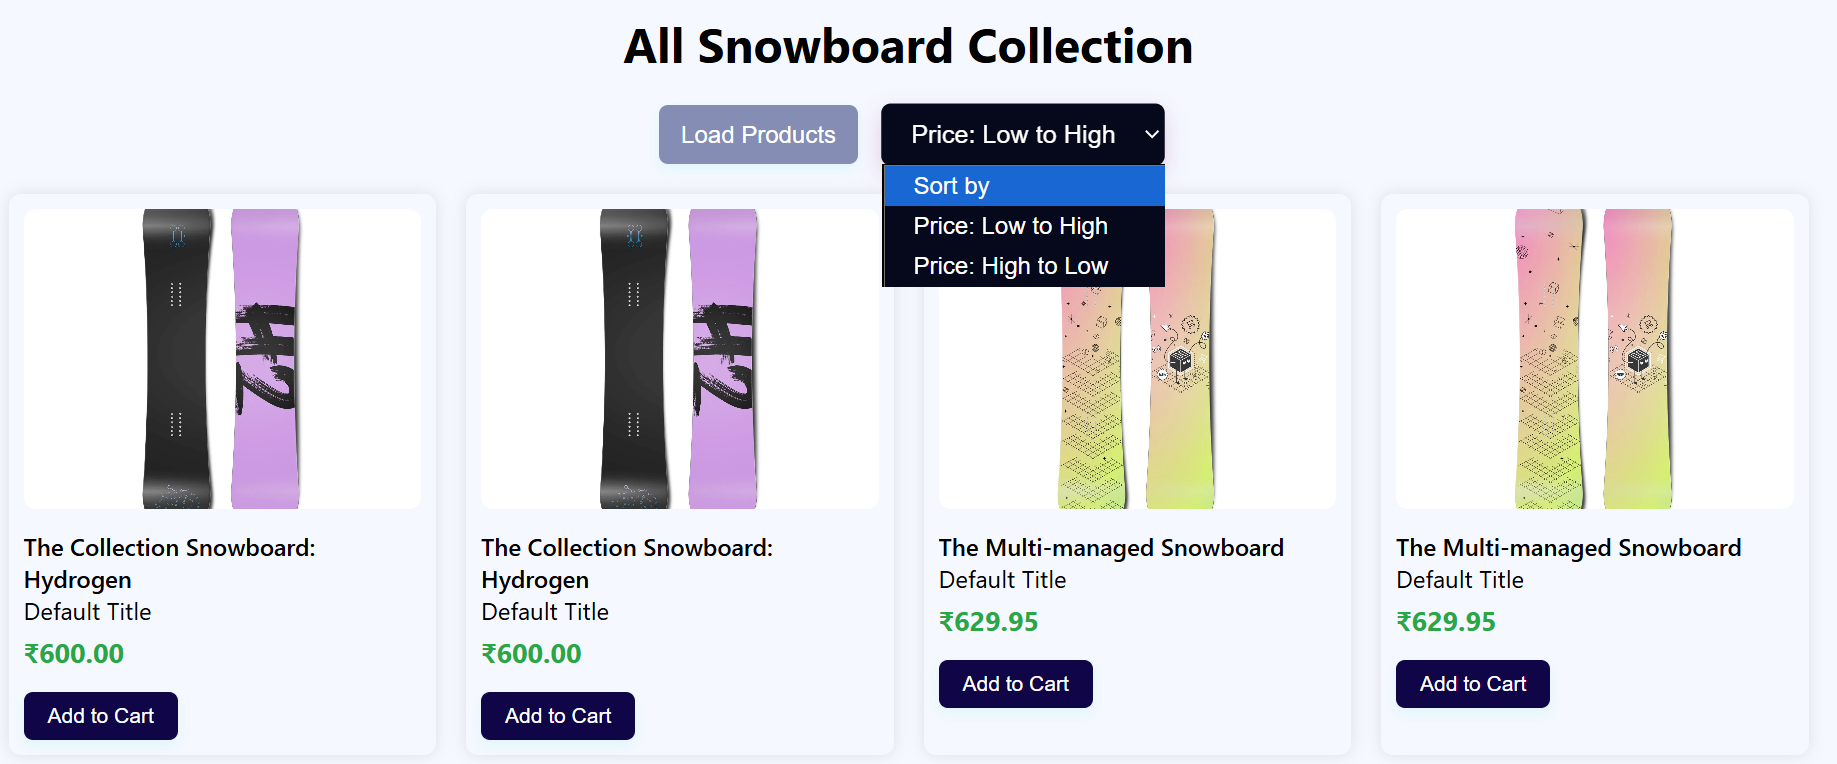 All Snowboard Collection
Load Products
Price: Low to High
Sort by
Price: Low to High
Price: High to Low
The Collection Snowboard:
Hydrogen
Default Title
₹600.00
Add to Cart
The Collection Snowboard:
Hydrogen
Default Title
₹600.00
Add to Cart
The Multi-managed Snowboard
Default Title
₹629.95
Add to Cart
The Multi-managed Snowboard
Default Title
₹629.95
Add to Cart